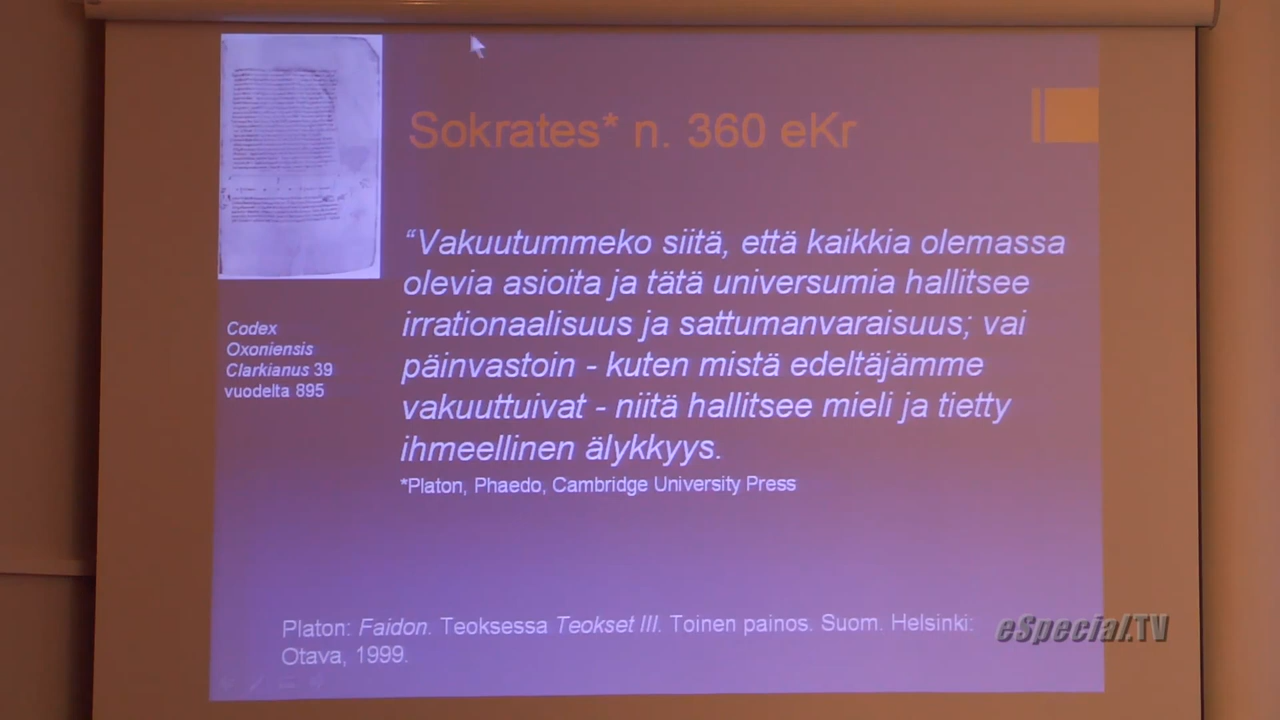 Sokrates* n. 360 eKr
“Vakuutummeko siitä, että kaikkia olemassa
olevia asioita ja tätä universumia hallitsee
irrationaalisuus ja sattumanvaraisuus; vai
päinvastoin - kuten mistä edeltäjämme
vakuuttuivat - niitä hallitsee mieli ja tietty
ihmeellinen älykkyys.
*Platon, Phaedo, Cambridge University Press
Codex
Oxoniensis
Clarkianus 39
vuodelta 895
Platon: Faidon. Teoksessa Teokset III. Toinen painos. Suom. Helsinki:
Otava, 1999.
eSpecial.TV